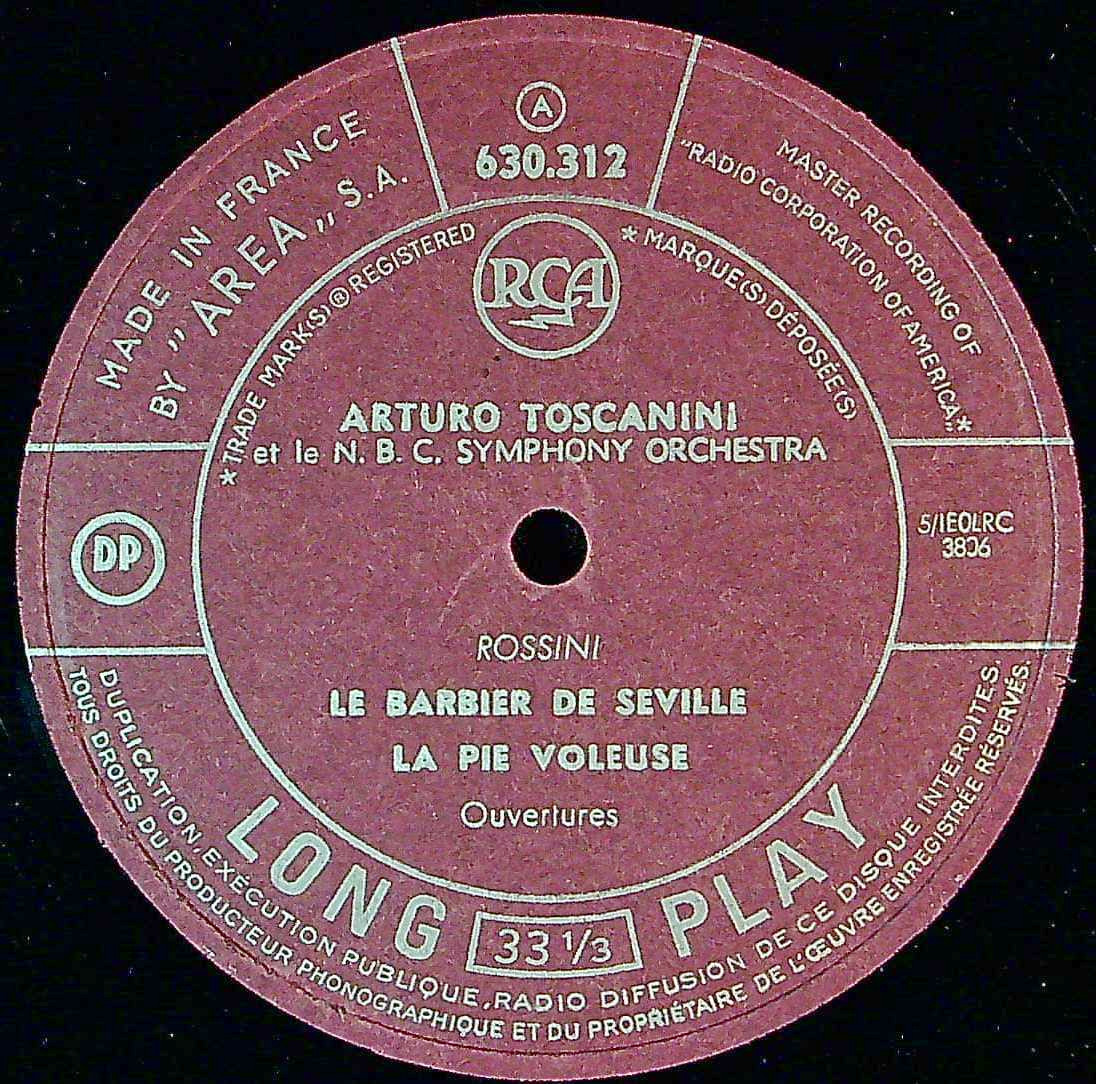 A
630.312
MADE IN FRANCE
BY "AREA„ S.A.
MASTER RECORDING OF
"RADIO CORPORATION OF AMERICA„*
*TRADE MARK(S)® REGISTERED
RCA
*MARQUE(S) DÉPOSÉE(S)
ARTURO TOSCANINI
et le N. B. C. SYMPHONY ORCHESTRA
DP
5/IEOLRC
3806
ROSSINI
LE BARBIER DE SEVILLE
LA PIE VOLEUSE
Ouvertures
LONG 33 1/3 PLAY
DUPLICATION, EXÉCUTION PUBLIQUE, RADIO DIFFUSION DE CE DISQUE INTERDITES.
TOUS DROITS DU PRODUCTEUR PHONOGRAPHIQUE ET DU PROPRIÉTAIRE DE L'ŒUVRE ENREGISTRÉE RÉSERVÉS.